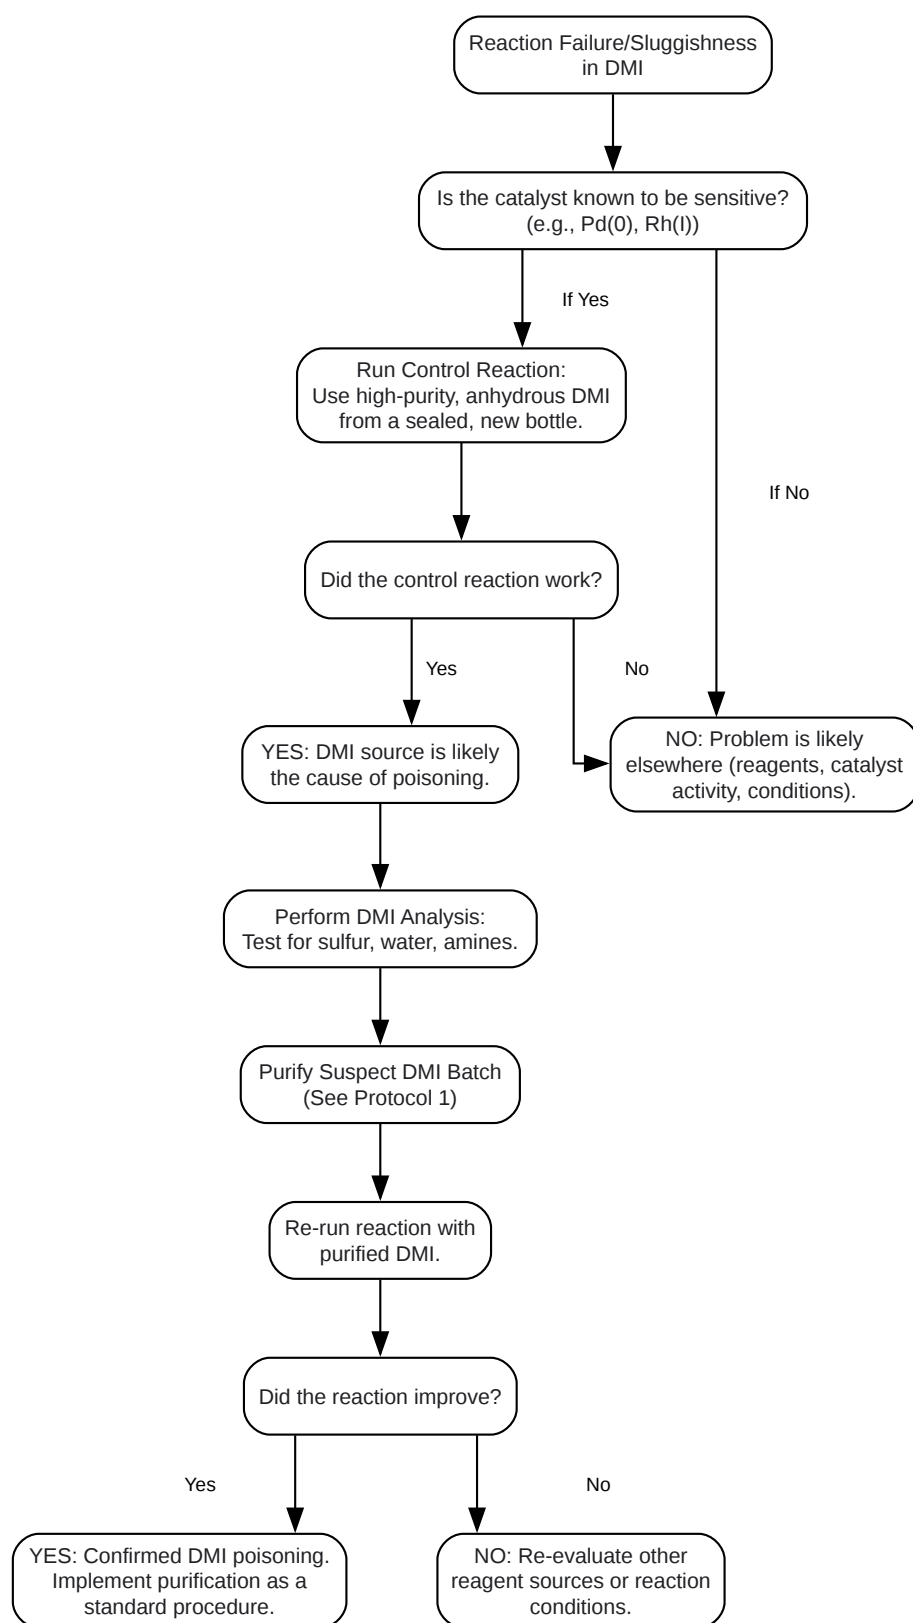 Reaction Failure/Sluggishness
in DMI
Is the catalyst known to be sensitive?
(e.g., Pd(0), Rh(I))
If Yes
Run Control Reaction:
Use high-purity, anhydrous DMI
from a sealed, new bottle.
If No
Did the control reaction work?
Yes
No
YES: DMI source is likely
the cause of poisoning.
NO: Problem is likely
elsewhere (reagents, catalyst
activity, conditions).
Perform DMI Analysis:
Test for sulfur, water, amines.
Purify Suspect DMI Batch
(See Protocol 1)
Re-run reaction with
purified DMI.
Did the reaction improve?
Yes
No
YES: Confirmed DMI poisoning.
Implement purification as a
standard procedure.
NO: Re-evaluate other
reagent sources or reaction
conditions.